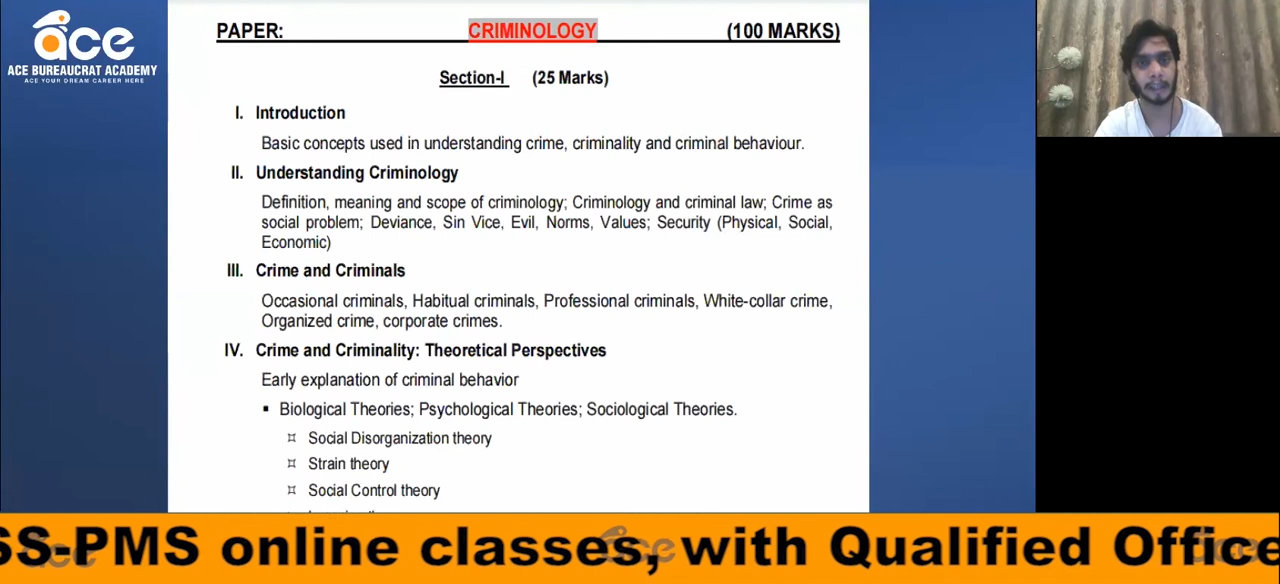 ace
ACE BUREAUCRAT ACADEMY
ACE YOUR DREAM CAREER HERE
PAPER: CRIMINOLOGY (100 MARKS)
Section-I (25 Marks)
I. Introduction
Basic concepts used in understanding crime, criminality and criminal behaviour.
II. Understanding Criminology
Definition, meaning and scope of criminology; Criminology and criminal law; Crime as
social problem; Deviance, Sin Vice, Evil, Norms, Values; Security (Physical, Social,
Economic)
III. Crime and Criminals
Occasional criminals, Habitual criminals, Professional criminals, White-collar crime,
Organized crime, corporate crimes.
IV. Crime and Criminality: Theoretical Perspectives
Early explanation of criminal behavior
▪ Biological Theories; Psychological Theories; Sociological Theories.
¤ Social Disorganization theory
¤ Strain theory
¤ Social Control theory
SS-PMS online classes, with Qualified Office